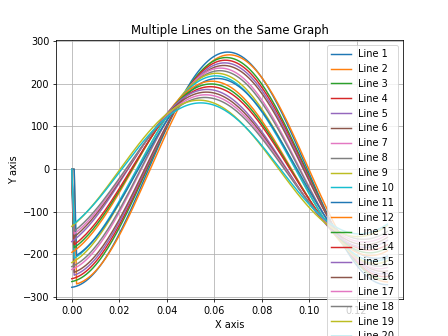 Multiple Lines on the Same Graph
300
200
100
0
−100
−200
−300
Y axis
0.00
0.02
0.04
0.06
0.08
0.10
X axis
Line 1
Line 2
Line 3
Line 4
Line 5
Line 6
Line 7
Line 8
Line 9
Line 10
Line 11
Line 12
Line 13
Line 14
Line 15
Line 16
Line 17
Line 18
Line 19
Line 20